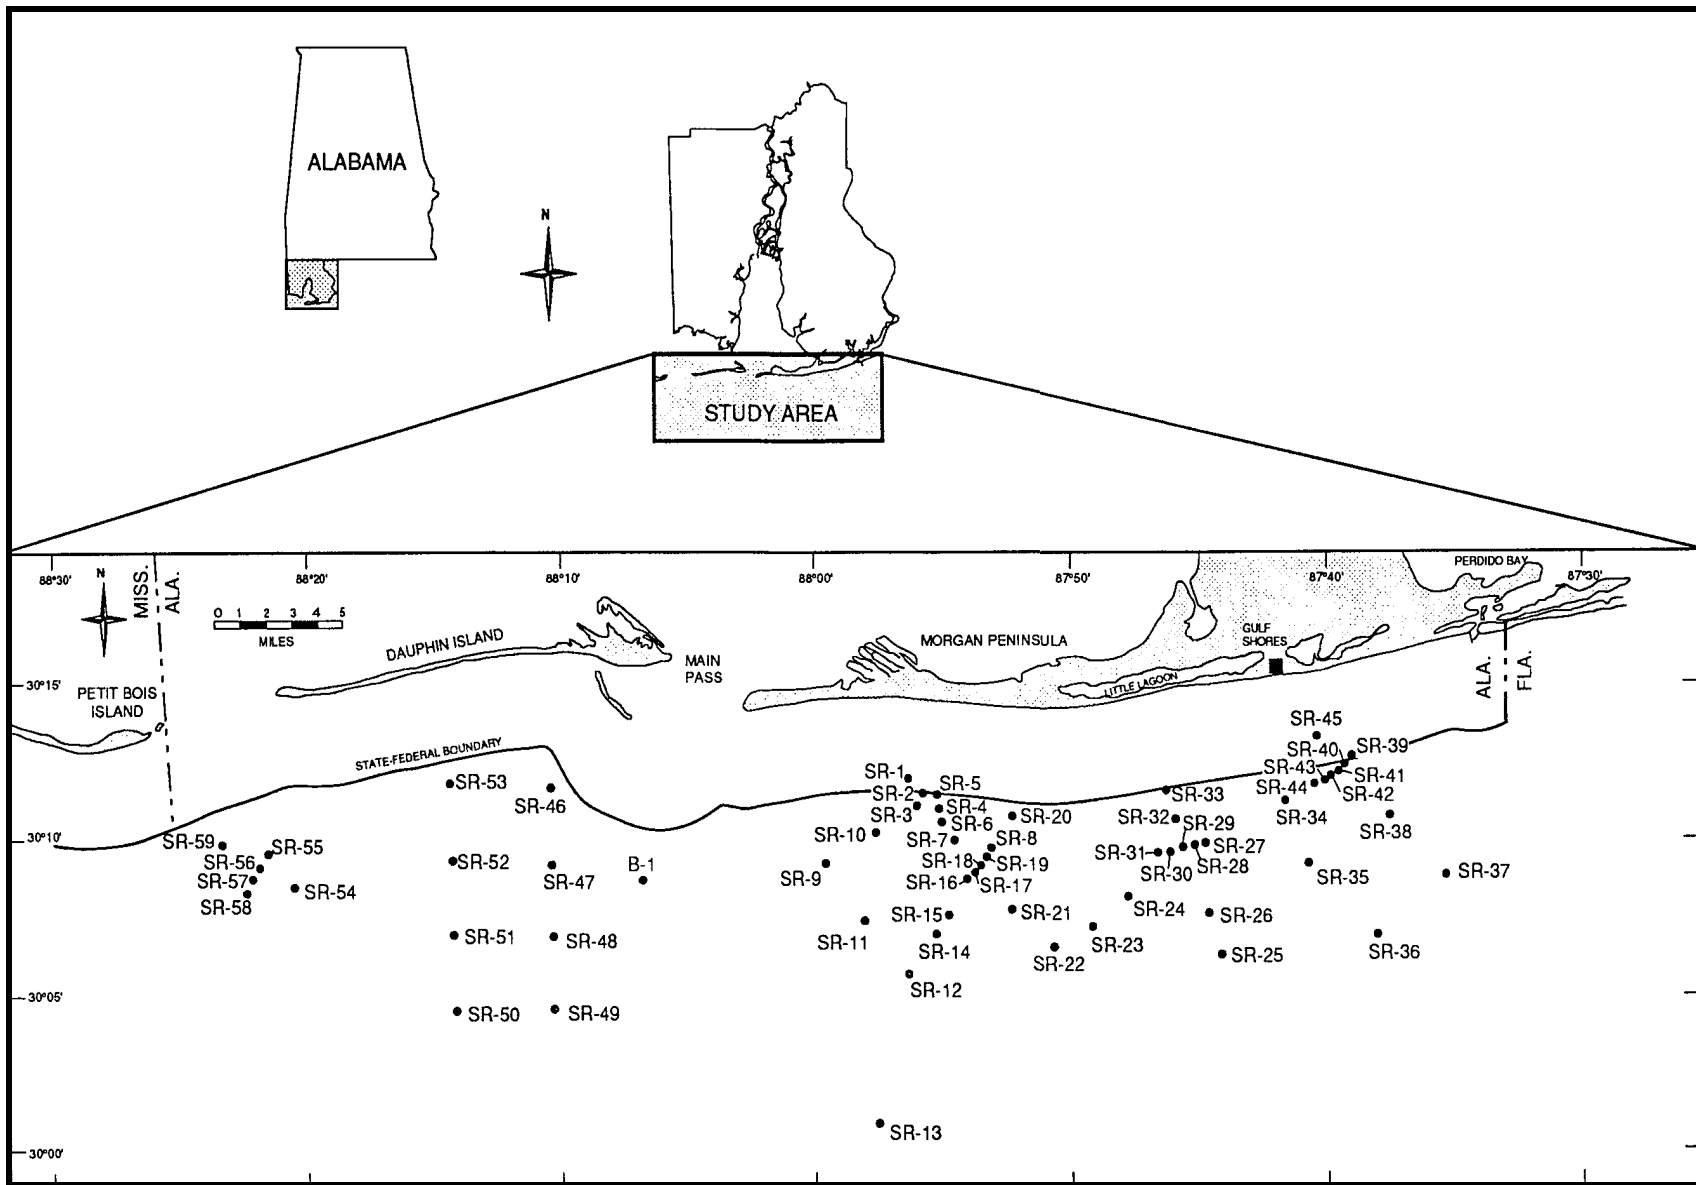 ALABAMA
N
STUDY AREA
88°30'
88°20'
88°10'
88°00'
87°50'
87°40'
87°30'
N
MISS.
ALA.
0 1 2 3 4 5
MILES
PERDIDO BAY
GULF
SHORES
DAUPHIN ISLAND
MORGAN PENINSULA
MAIN
PASS
LITTLE LAGOON
ALA.
FLA.
30°15'
PETIT BOIS
ISLAND
STATE-FEDERAL BOUNDARY
SR-45
SR-40
SR-39
SR-43
SR-41
SR-44
SR-42
SR-34
SR-38
SR-53
SR-46
SR-1
SR-2
SR-3
SR-5
SR-4
SR-6
SR-20
SR-33
SR-32
SR-29
SR-10
SR-7
SR-8
SR-27
SR-28
30°10'
SR-59
SR-55
SR-56
SR-57
SR-58
SR-54
SR-52
SR-47
B-1
SR-9
SR-18
SR-19
SR-16
SR-17
SR-31
SR-30
SR-35
SR-37
SR-15
SR-21
SR-24
SR-26
SR-51
SR-48
SR-11
SR-14
SR-22
SR-23
SR-25
SR-36
SR-12
30°05'
SR-50
SR-49
SR-13
30°00'